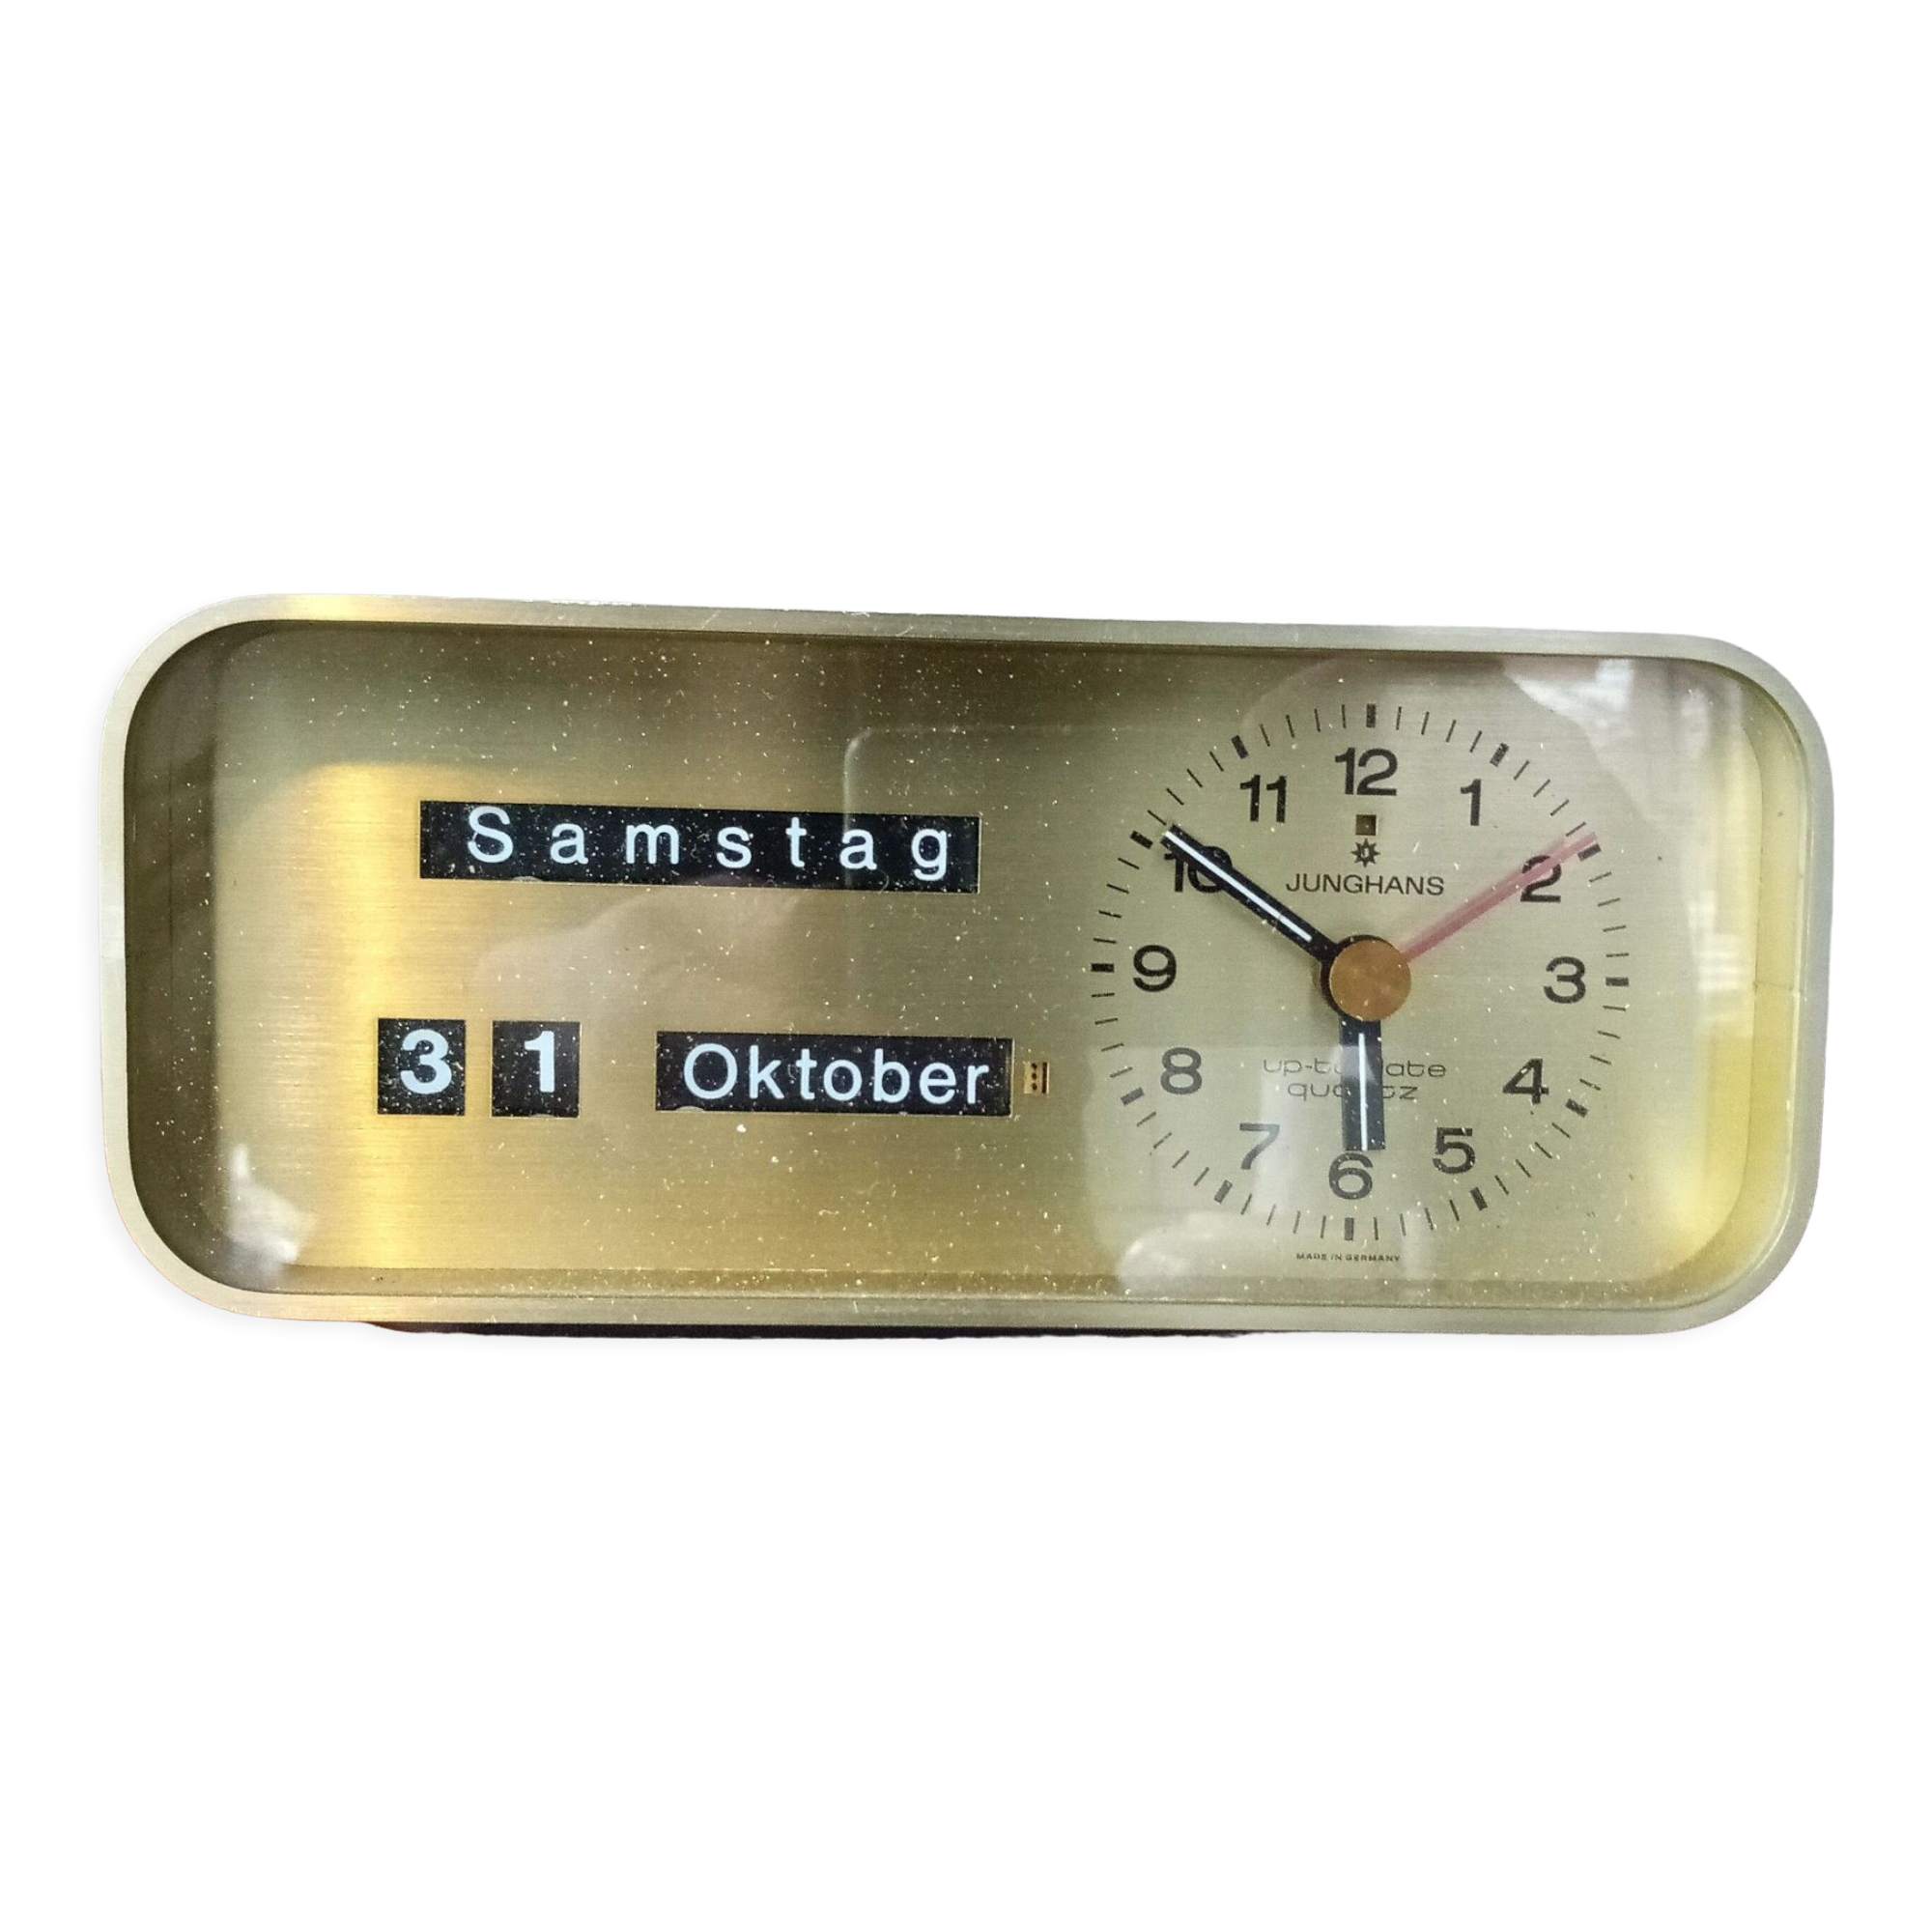 Samstag
31 Oktober
12
11 1
10 2
JUNGHANS
9 3
8 4
7 5
6
MADE IN GERMANY